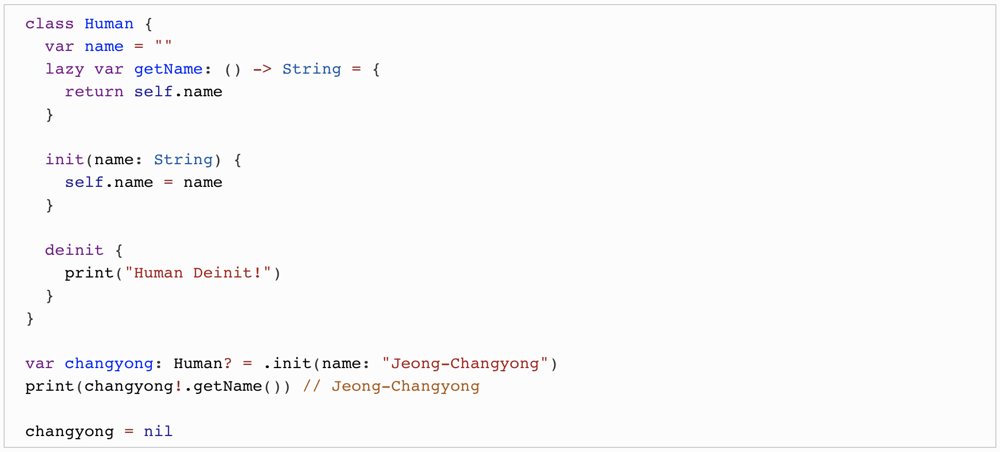 class Human {
  var name = ""
  lazy var getName: () -> String = {
    return self.name
  }

  init(name: String) {
    self.name = name
  }

  deinit {
    print("Human Deinit!")
  }
}

var changyong: Human? = .init(name: "Jeong-Changyong")
print(changyong!.getName()) // Jeong-Changyong

changyong = nil